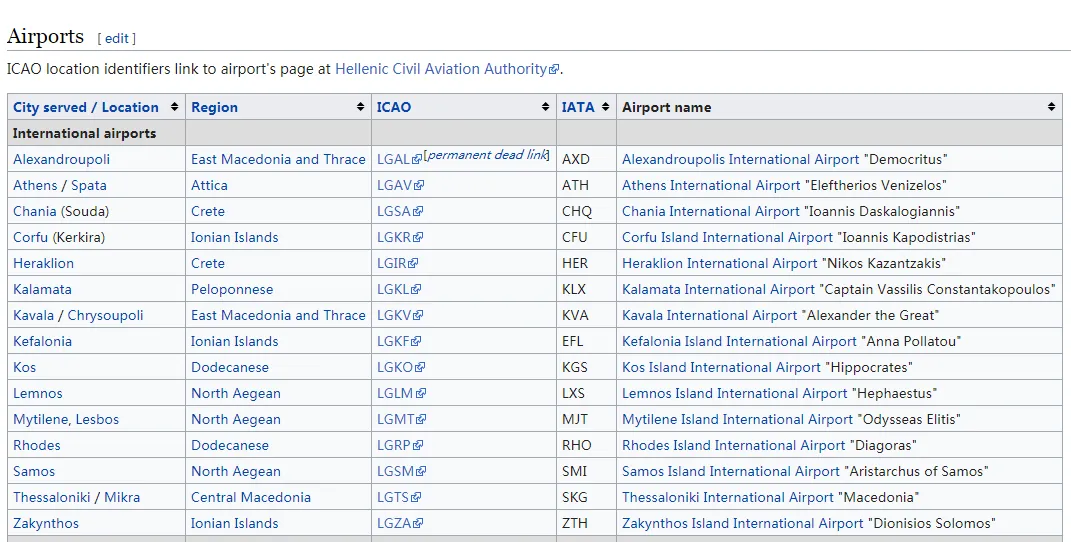 Airports [ edit ]
ICAO location identifiers link to airport's page at Hellenic Civil Aviation Authority.
City served / Location Region ICAO IATA Airport name
International airports
Alexandroupoli East Macedonia and Thrace LGAL[permanent dead link] AXD Alexandroupolis International Airport "Democritus"
Athens / Spata Attica LGAV ATH Athens International Airport "Eleftherios Venizelos"
Chania (Souda) Crete LGSA CHQ Chania International Airport "Ioannis Daskalogiannis"
Corfu (Kerkira) Ionian Islands LGKR CFU Corfu Island International Airport "Ioannis Kapodistrias"
Heraklion Crete LGIR HER Heraklion International Airport "Nikos Kazantzakis"
Kalamata Peloponnese LGKL KLX Kalamata International Airport "Captain Vassilis Constantakopoulos"
Kavala / Chrysoupoli East Macedonia and Thrace LGKV KVA Kavala International Airport "Alexander the Great"
Kefalonia Ionian Islands LGKF EFL Kefalonia Island International Airport "Anna Pollatou"
Kos Dodecanese LGKO KGS Kos Island International Airport "Hippocrates"
Lemnos North Aegean LGLM LXS Lemnos Island International Airport "Hephaestus"
Mytilene, Lesbos North Aegean LGMT MJT Mytilene Island International Airport "Odysseas Elitis"
Rhodes Dodecanese LGRP RHO Rhodes Island International Airport "Diagoras"
Samos North Aegean LGSM SMI Samos Island International Airport "Aristarchus of Samos"
Thessaloniki / Mikra Central Macedonia LGTS SKG Thessaloniki International Airport "Macedonia"
Zakynthos Ionian Islands LGZA ZTH Zakynthos Island International Airport "Dionisios Solomos"